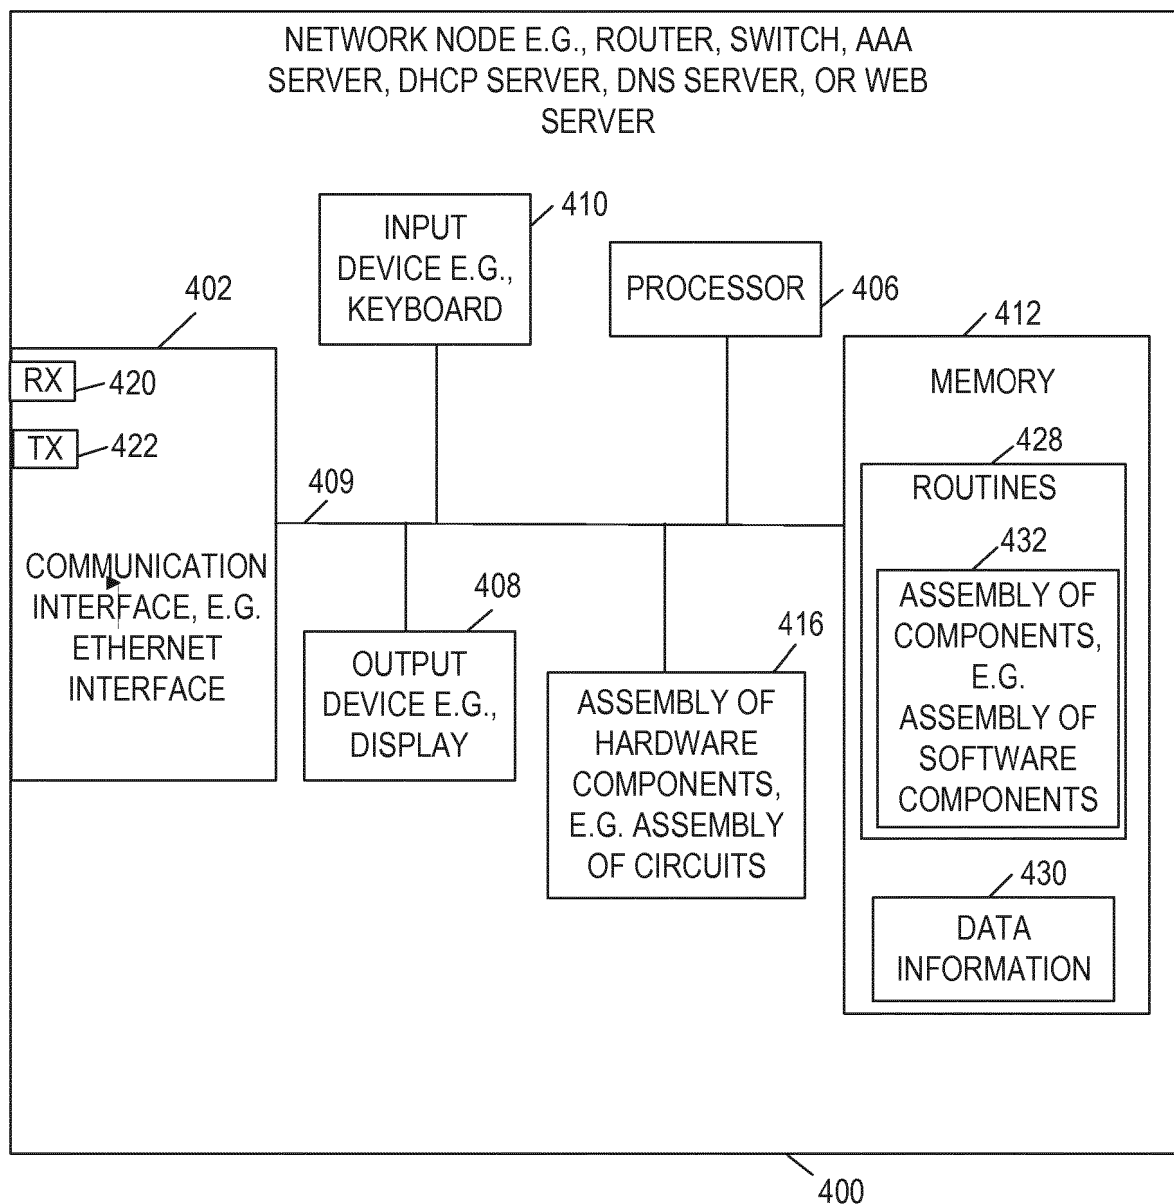 NETWORK NODE E.G., ROUTER, SWITCH, AAA
SERVER, DHCP SERVER, DNS SERVER, OR WEB
SERVER
410
INPUT
DEVICE E.G.,
KEYBOARD
PROCESSOR
406
402
412
RX
420
TX
422
COMMUNICATION
INTERFACE, E.G.
ETHERNET
INTERFACE
409
MEMORY
428
ROUTINES
432
ASSEMBLY OF
COMPONENTS,
E.G.
ASSEMBLY OF
SOFTWARE
COMPONENTS
408
OUTPUT
DEVICE E.G.,
DISPLAY
416
ASSEMBLY OF
HARDWARE
COMPONENTS,
E.G. ASSEMBLY
OF CIRCUITS
430
DATA
INFORMATION
400